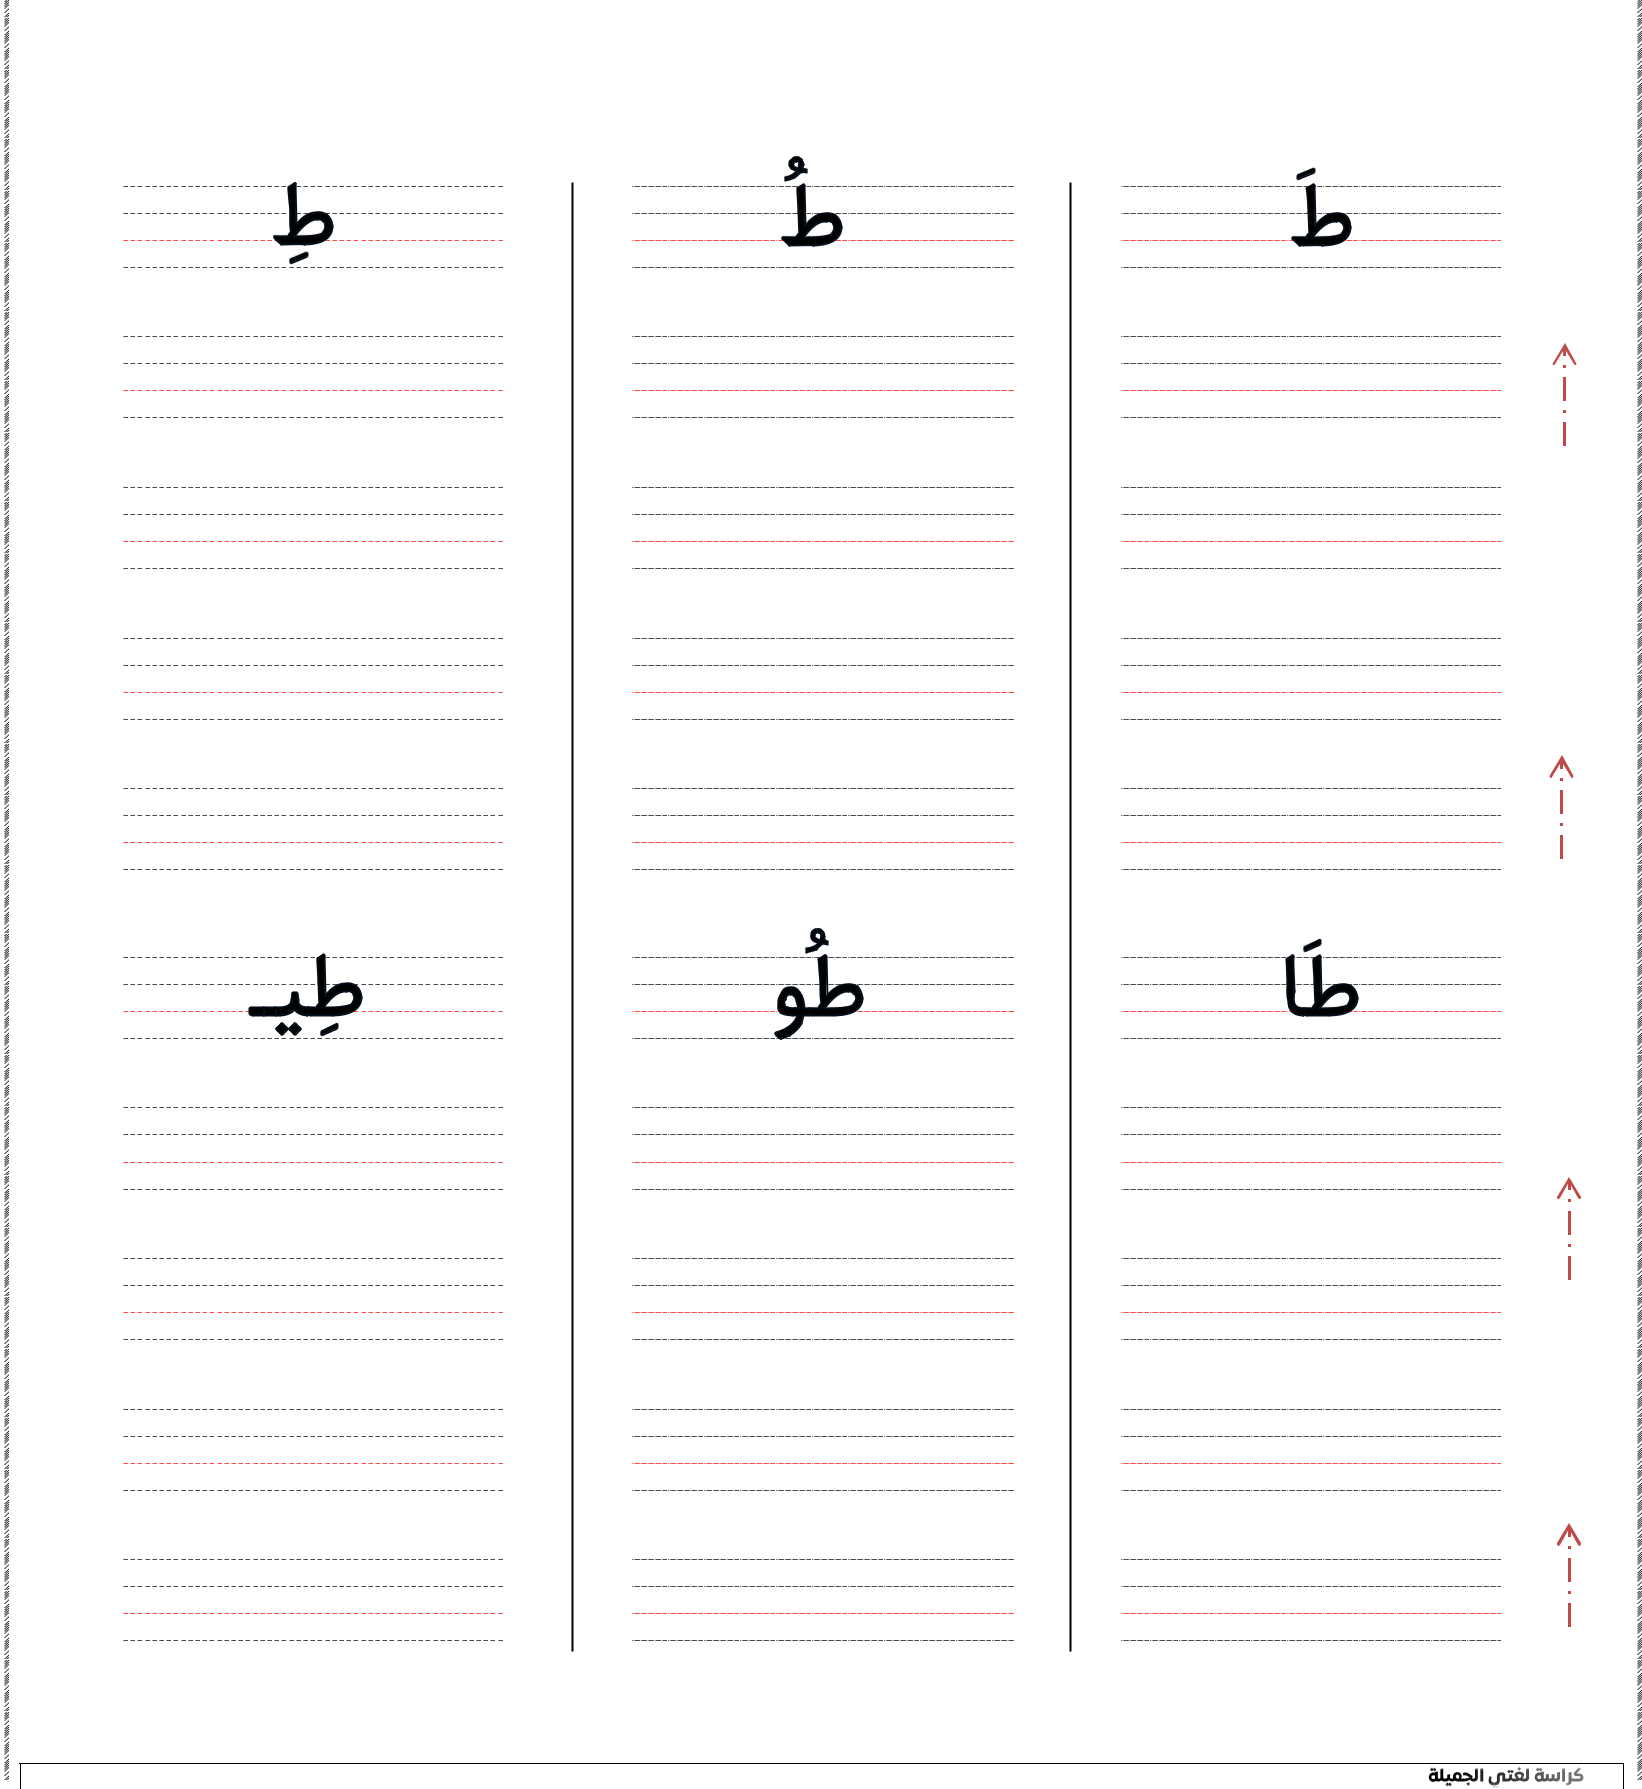 طَ طُ طِ
طَا طُو طِيـ
كراسة لغتي الجميلة